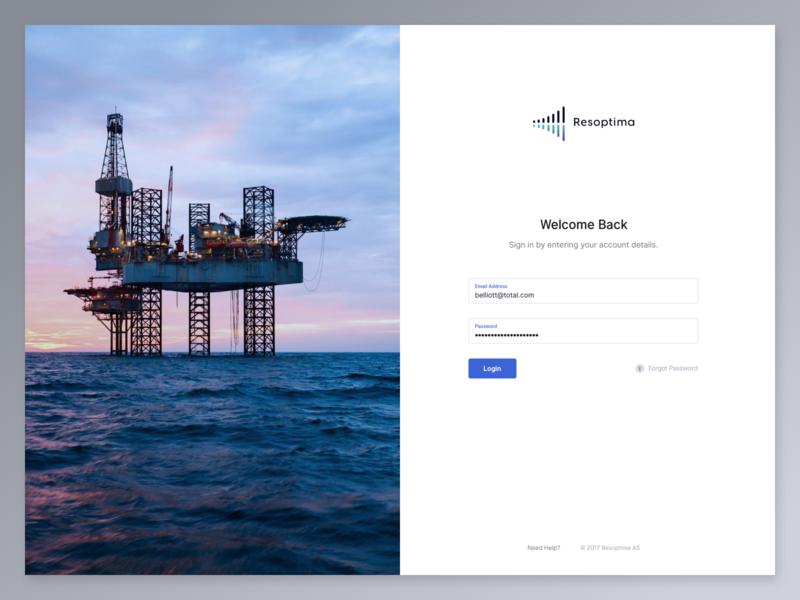 Resoptima
Welcome Back
Sign in by entering your account details.
Email Address
belliott@total.com
Password
••••••••••••••••••••
Login
Forgot Password
Need Help?
© 2017 Resoptima AS